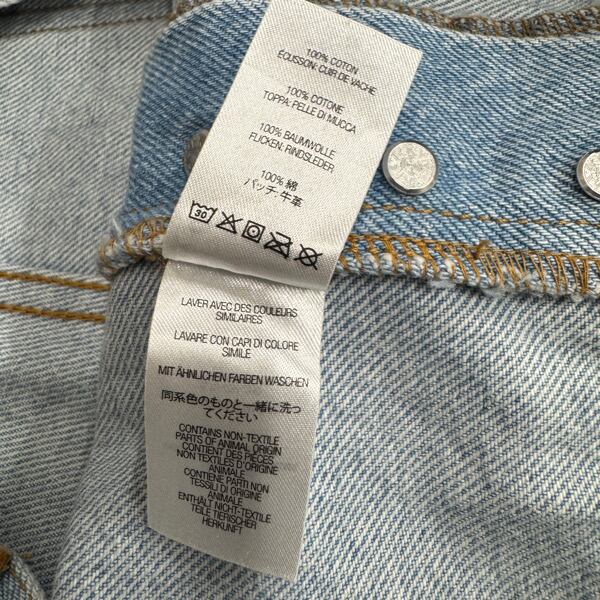 100% COTON
ÉCUSSON: CUIR DE VACHE
100% COTONE
TOPPA: PELLE DI MUCCA
100% BAUMWOLLE
FLICKEN: RINDSLEDER
100% 綿
パッチ: 牛革
30
LAVER AVEC DES COULEURS
SIMILAIRES
LAVARE CON CAPI DI COLORE
SIMILE
MIT ÄHNLICHEN FARBEN WASCHEN
同系色のものと一緒に洗っ
てください
CONTAINS NON-TEXTILE
PARTS OF ANIMAL ORIGIN
CONTIENT DES PIÈCES
NON TEXTILES D'ORIGINE
ANIMALE
CONTIENE PARTI NON
TESSILI DI ORIGINE
ANIMALE
ENTHÄLT NICHT-TEXTILE
TEILE TIERISCHER
HERKUNFT